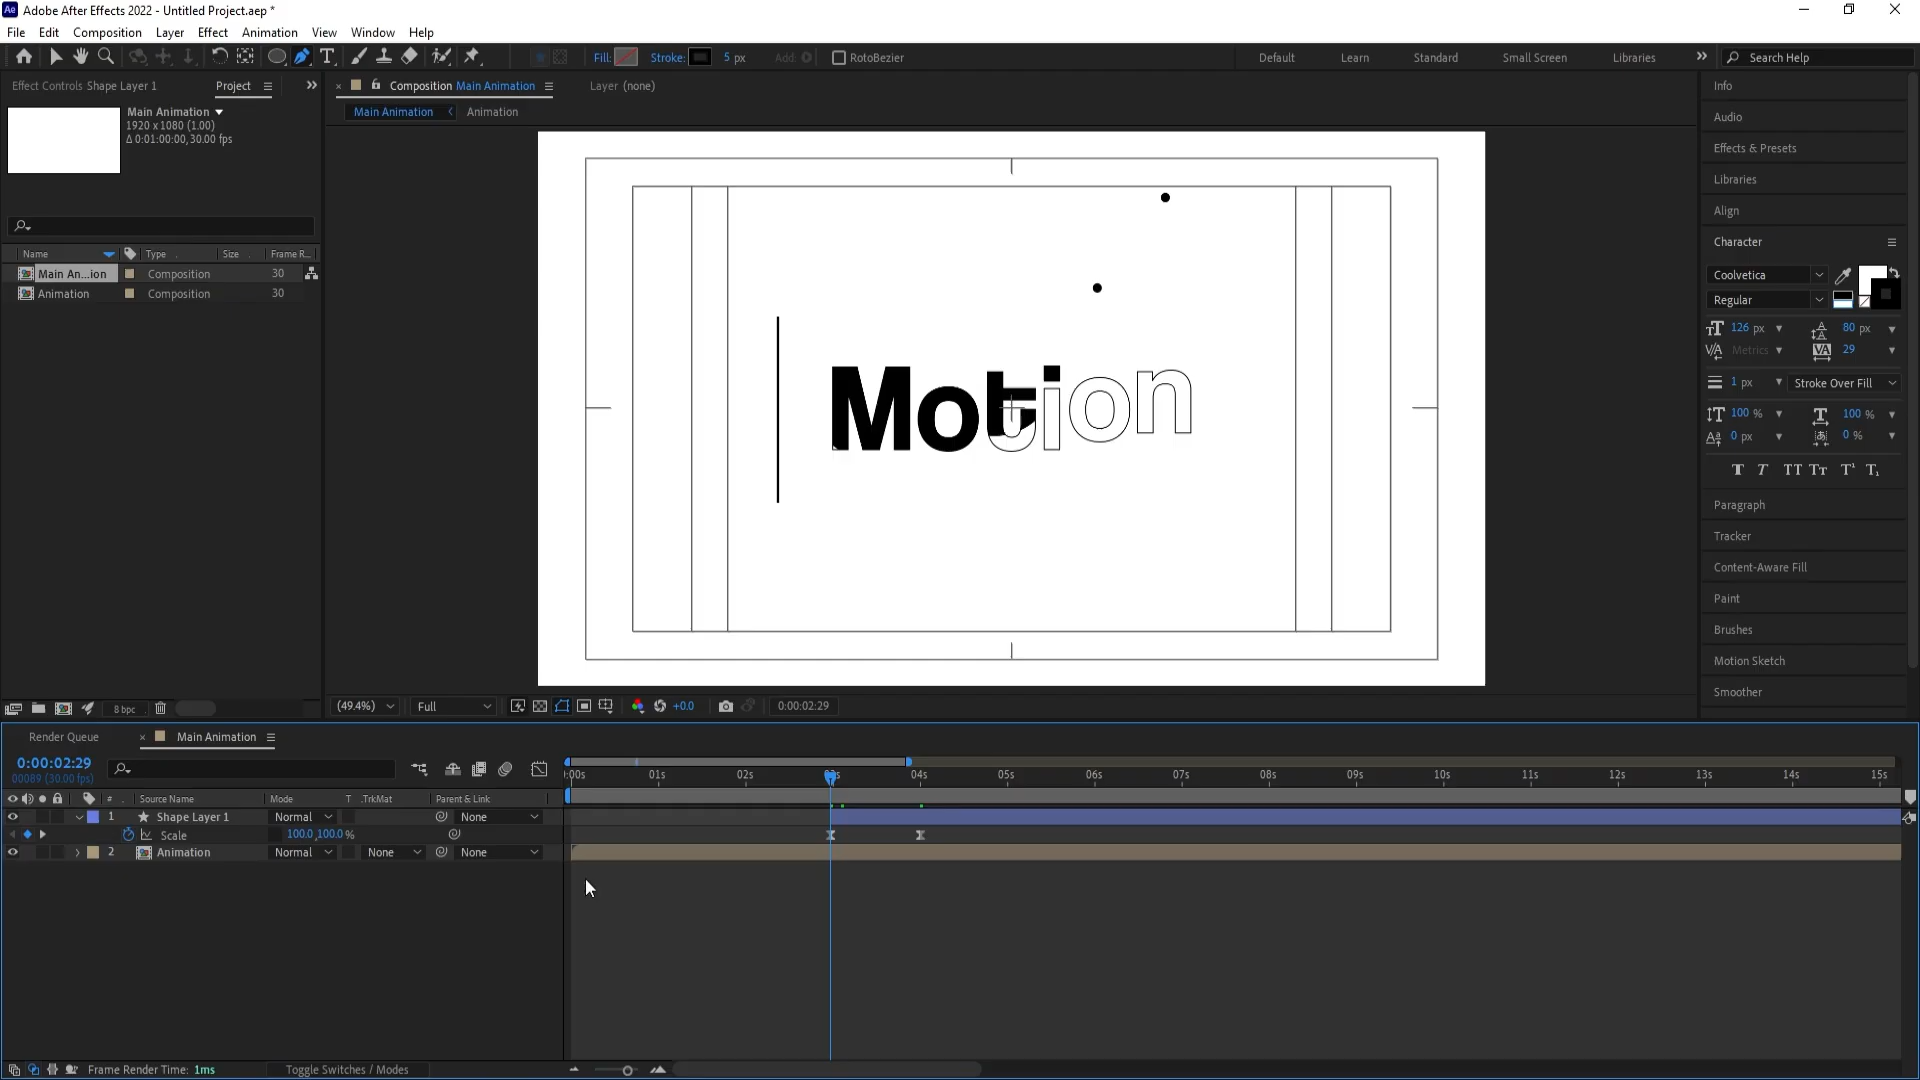 Ae Adobe After Effects 2022 - Untitled Project.aep *
File Edit Composition Layer Effect Animation View Window Help
Fill: Stroke: 5 px Add: RotoBezier Default Learn Standard Small Screen Libraries Search Help
Effect Controls Shape Layer 1 Project
Composition Main Animation Layer (none)
Main Animation Animation
Main Animation
1920 x 1080 (1.00)
Δ 0:01:00:00, 30.00 fps
Name Type Size Frame R...
Main An...ion Composition 30
Animation Composition 30
8 bpc
Motion
(49.4%) Full +0.0 0:00:02:29
Info
Audio
Effects & Presets
Libraries
Align
Character
Coolvetica
Regular
126 px 80 px
Metrics 29
1 px Stroke Over Fill
100 % 100 %
0 px 0 %
T T TT Tt T¹ T₁
Paragraph
Tracker
Content-Aware Fill
Paint
Brushes
Motion Sketch
Smoother
Render Queue Main Animation
0:00:02:29
00089 (30.00 fps)
:00s 01s 02s 03s 04s 05s 06s 07s 08s 09s 10s 11s 12s 13s 14s 15s
# Source Name Mode T .TrkMat Parent & Link
1 Shape Layer 1 Normal None
Scale 100.0,100.0 %
2 Animation Normal None None
Frame Render Time: 1ms Toggle Switches / Modes